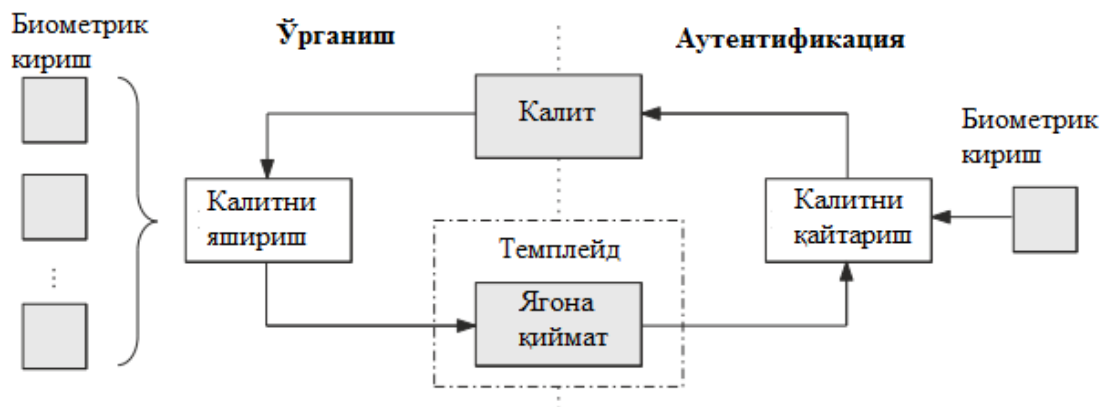 Биометрик
кириш
Ўрганиш
Аутентификация
Калит
Биометрик
кириш
Калитни
яшириш
Калитни
қайтариш
Темплейд
Ягона
қиймат